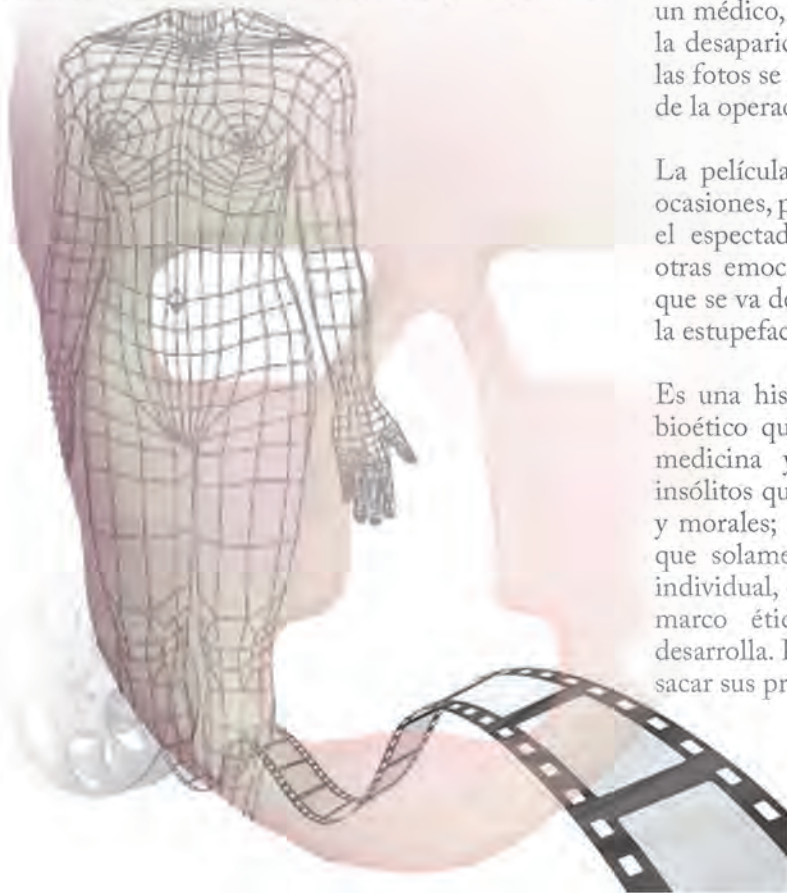 un médico,
la desapario
las fotos se
de la operac
La película
ocasiones, p
el espectad
otras emoc
que se va de
la estupefac
Es una his
bioético qu
medicina y
insólitos qu
y morales;
que solame
individual,
marco étic
desarrolla. 
sacar sus pr